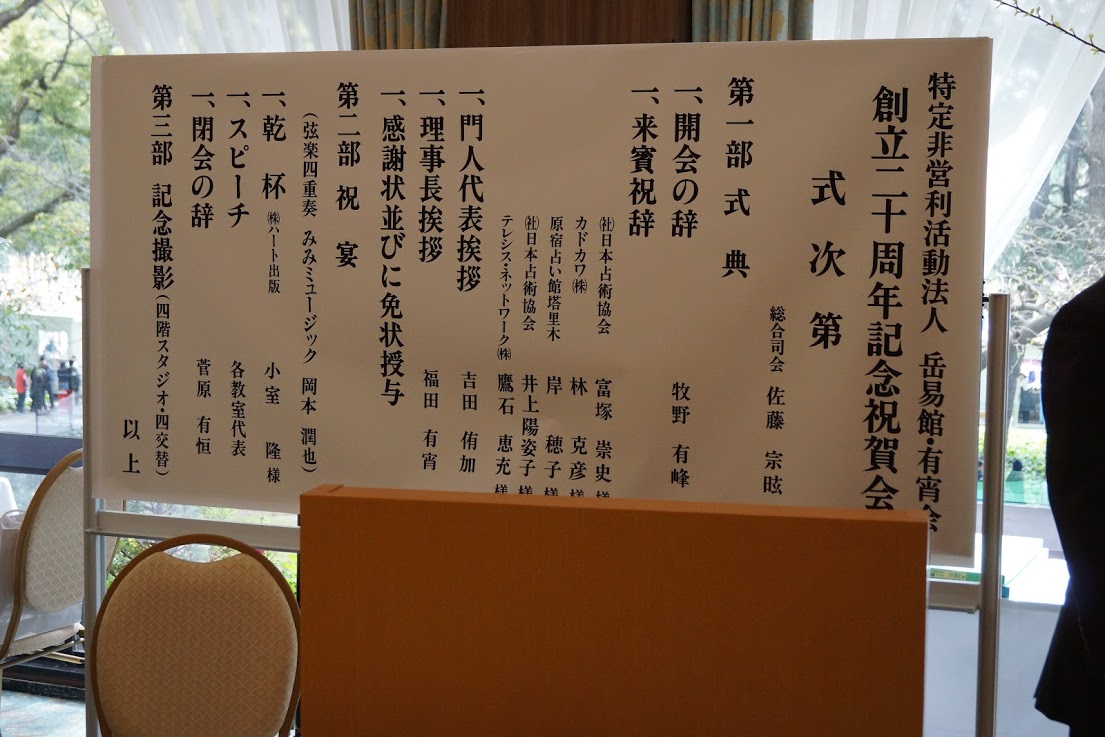 特定非営利活動法人 岳易館・有宵会
創立二十周年記念祝賀会
式次第
総合司会 佐藤 宗昡
第一部 式典
一、開会の辞 牧野 有峰
一、来賓祝辞
㈳日本占術協会 富塚 崇史 様
カドカワ㈱ 林 克彦 様
原宿占い館塔里木 岸 穂子 様
㈳日本占術協会 井上陽姿子 様
テレシス・ネットワーク㈱ 鷹石 恵充 様
一、門人代表挨拶 吉田 侑加
一、理事長挨拶 福田 有宵
一、感謝状並びに免状授与
第二部 祝宴
（弦楽四重奏 みみミュージック 岡本 潤也）
一、乾杯 ㈱ハート出版 小室 隆 様
一、スピーチ 各教室代表
一、閉会の辞 菅原 有恒
第三部 記念撮影（四階スタジオ・四交替）
以上